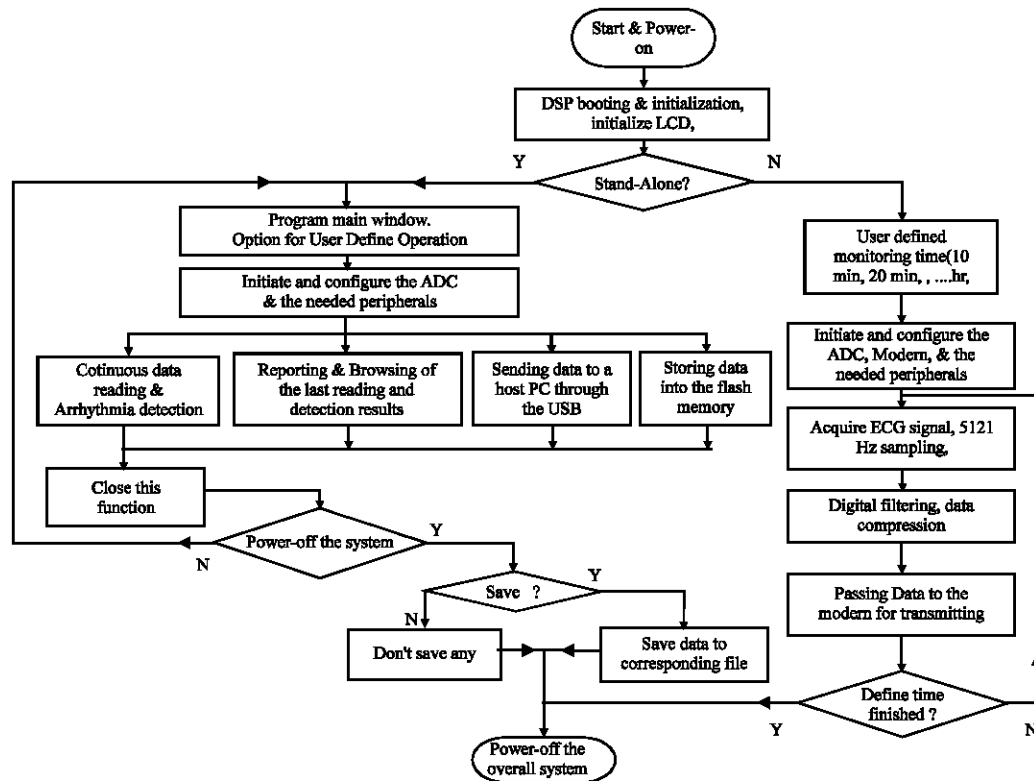 Start & Power-
on
DSP booting & initialization,
initialize LCD,
Y
N
Stand-Alone?
Program main window.
Option for User Define Operation
User defined
monitoring time(10
min, 20 min, , ....hr,
Initiate and configure the ADC
& the needed peripherals
Initiate and configure the
ADC, Modern, & the
needed peripherals
Cotinuous data
reading &
Arrhythmia detection
Reporting & Browsing of
the last reading and
detection results
Sending data to a
host PC through
the USB
Storing data
into the flash
memory
Acquire ECG signal, 5121
Hz sampling,
Close this
function
Digital filtering, data
compression
Power-off the system
Y
N
Save ?
Y
N
Passing Data to the
modern for transmitting
Don't save any
Save data to
corresponding file
Define time
finished ?
Y
N
Power-off the
overall system